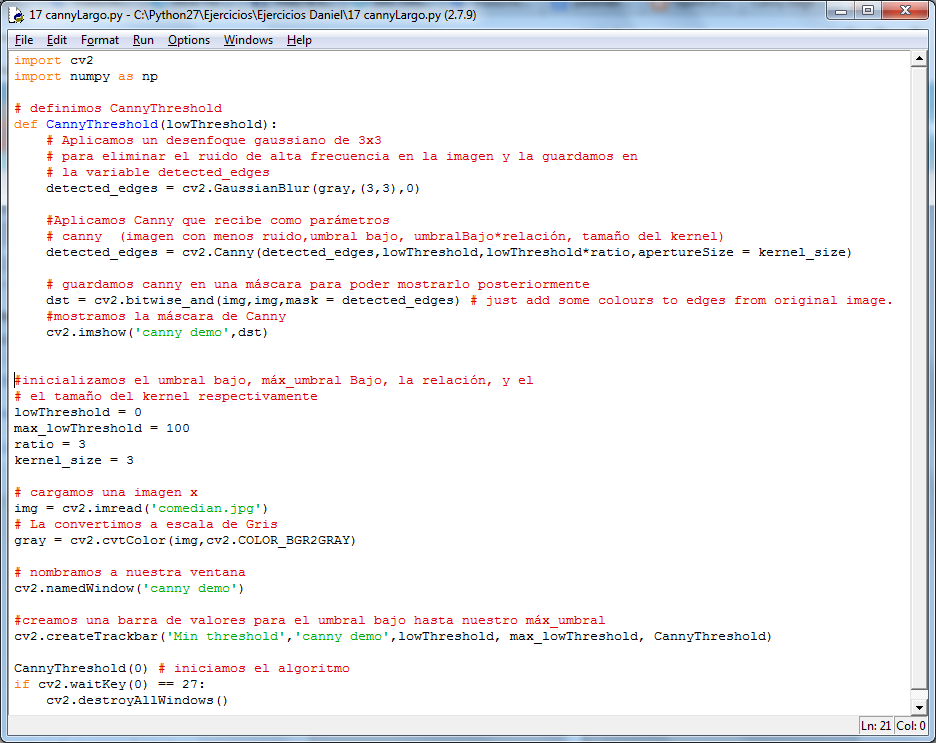 17 cannyLargo.py - C:\Python27\Ejercicios\Ejercicios Daniel\17 cannyLargo.py (2.7.9)
File Edit Format Run Options Windows Help
import cv2
import numpy as np

# definimos CannyThreshold
def CannyThreshold(lowThreshold):
    # Aplicamos un desenfoque gaussiano de 3x3
    # para eliminar el ruido de alta frecuencia en la imagen y la guardamos en
    # la variable detected_edges
    detected_edges = cv2.GaussianBlur(gray,(3,3),0)

    #Aplicamos Canny que recibe como parámetros
    # canny  (imagen con menos ruido,umbral bajo, umbralBajo*relación, tamaño del kernel)
    detected_edges = cv2.Canny(detected_edges,lowThreshold,lowThreshold*ratio,apertureSize = kernel_size)

    # guardamos canny en una máscara para poder mostrarlo posteriormente
    dst = cv2.bitwise_and(img,img,mask = detected_edges) # just add some colours to edges from original image.
    #mostramos la máscara de Canny
    cv2.imshow('canny demo',dst)


#inicializamos el umbral bajo, máx_umbral Bajo, la relación, y el
# el tamaño del kernel respectivamente
lowThreshold = 0
max_lowThreshold = 100
ratio = 3
kernel_size = 3

# cargamos una imagen x
img = cv2.imread('comedian.jpg')
# La convertimos a escala de Gris
gray = cv2.cvtColor(img,cv2.COLOR_BGR2GRAY)

# nombramos a nuestra ventana
cv2.namedWindow('canny demo')

#creamos una barra de valores para el umbral bajo hasta nuestro máx_umbral
cv2.createTrackbar('Min threshold','canny demo',lowThreshold, max_lowThreshold, CannyThreshold)

CannyThreshold(0) # iniciamos el algoritmo
if cv2.waitKey(0) == 27:
    cv2.destroyAllWindows()
Ln: 21 Col: 0